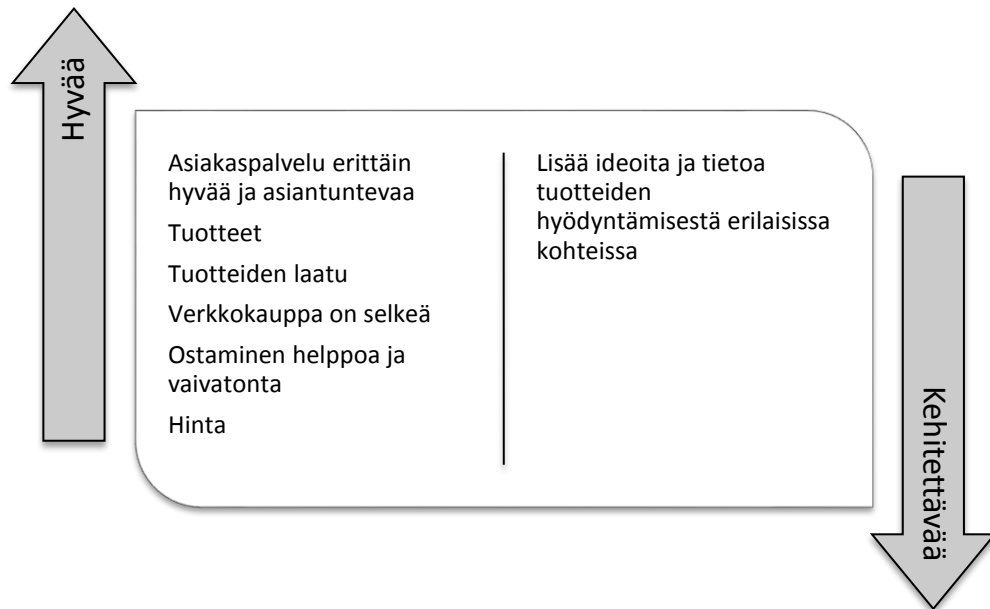 Hyvää
Asiakaspalvelu erittäin
hyvää ja asiantuntevaa
Tuotteet
Tuotteiden laatu
Verkkokauppa on selkeä
Ostaminen helppoa ja
vaivatonta
Hinta
Lisää ideoita ja tietoa
tuotteiden
hyödyntämisestä erilaisissa
kohteissa
Kehitettävää